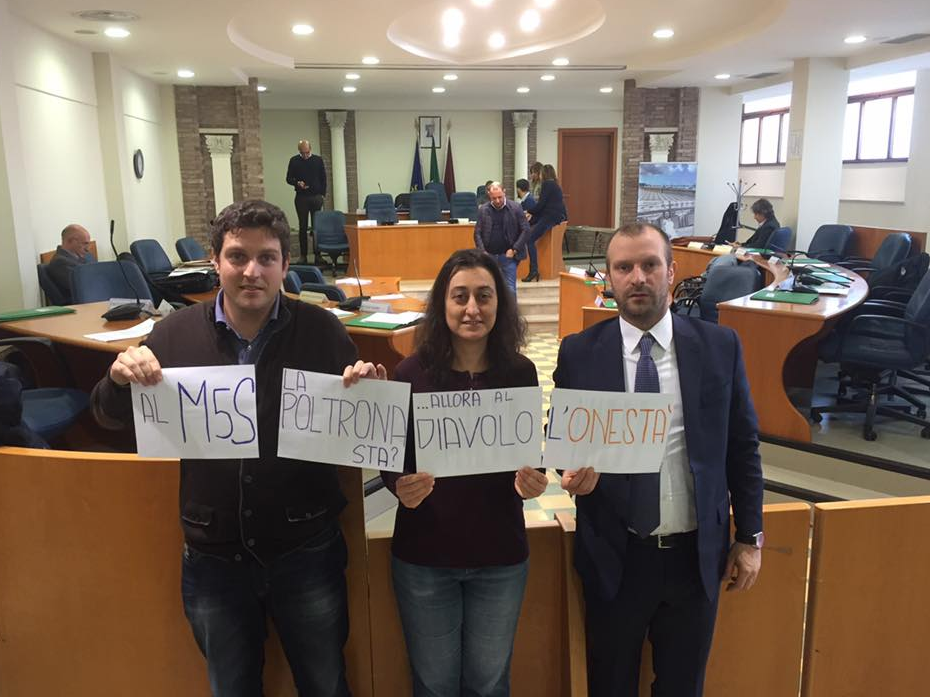 AL M5S
LA
POLTRONA
STA?
...ALLORA AL
DIAVOLO
L'ONESTA'